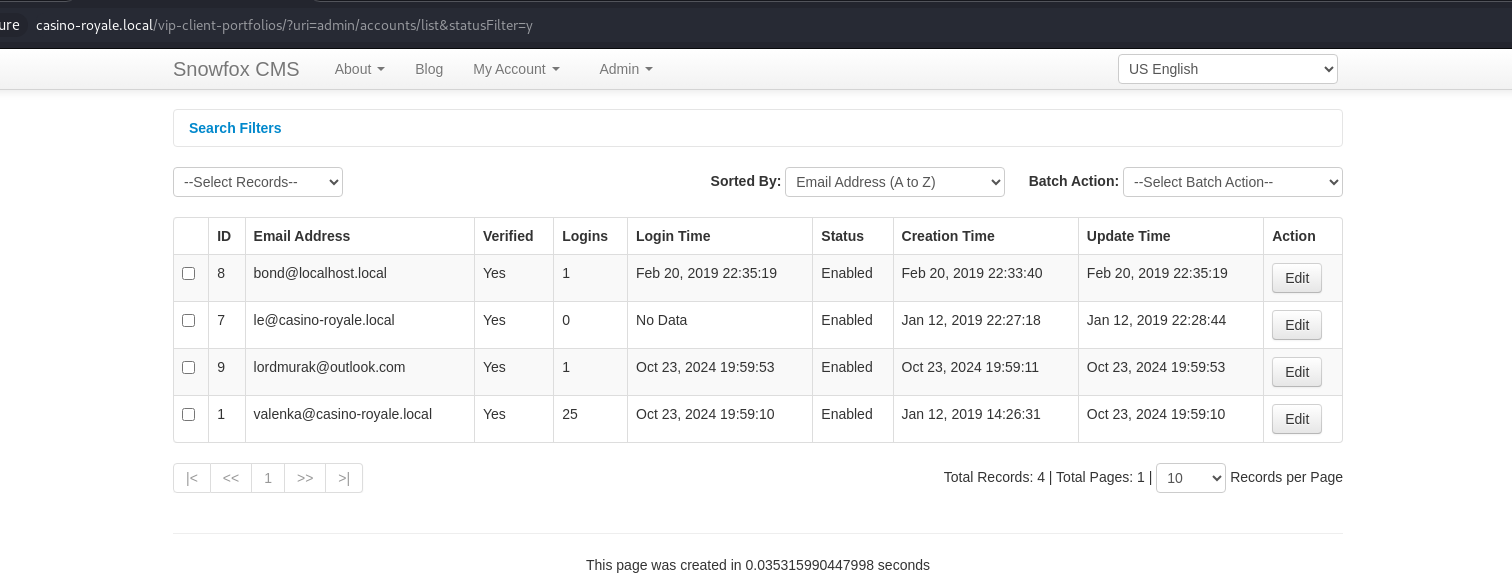 ure casino-royale.local/vip-client-portfolios/?uri=admin/accounts/list&statusFilter=y
Snowfox CMS About Blog My Account Admin US English
Search Filters
--Select Records-- Sorted By: Email Address (A to Z) Batch Action: --Select Batch Action--
ID Email Address Verified Logins Login Time Status Creation Time Update Time Action
8 bond@localhost.local Yes 1 Feb 20, 2019 22:35:19 Enabled Feb 20, 2019 22:33:40 Feb 20, 2019 22:35:19 Edit
7 le@casino-royale.local Yes 0 No Data Enabled Jan 12, 2019 22:27:18 Jan 12, 2019 22:28:44 Edit
9 lordmurak@outlook.com Yes 1 Oct 23, 2024 19:59:53 Enabled Oct 23, 2024 19:59:11 Oct 23, 2024 19:59:53 Edit
1 valenka@casino-royale.local Yes 25 Oct 23, 2024 19:59:10 Enabled Jan 12, 2019 14:26:31 Oct 23, 2024 19:59:10 Edit
|< << 1 >> >| Total Records: 4 | Total Pages: 1 | 10 Records per Page
This page was created in 0.035315990447998 seconds